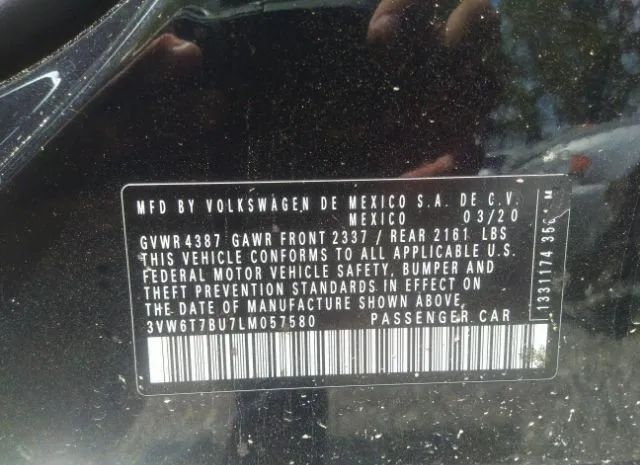 MFD BY VOLKSWAGEN DE MEXICO S.A. DE C.V.
MEXICO 03/20
GVWR 4387 GAWR FRONT 2337 / REAR 2161 LBS
THIS VEHICLE CONFORMS TO ALL APPLICABLE U.S.
FEDERAL MOTOR VEHICLE SAFETY, BUMPER AND
THEFT PREVENTION STANDARDS IN EFFECT ON
THE DATE OF MANUFACTURE SHOWN ABOVE.
3VW6T7BU7LM057580 PASSENGER CAR
1331174